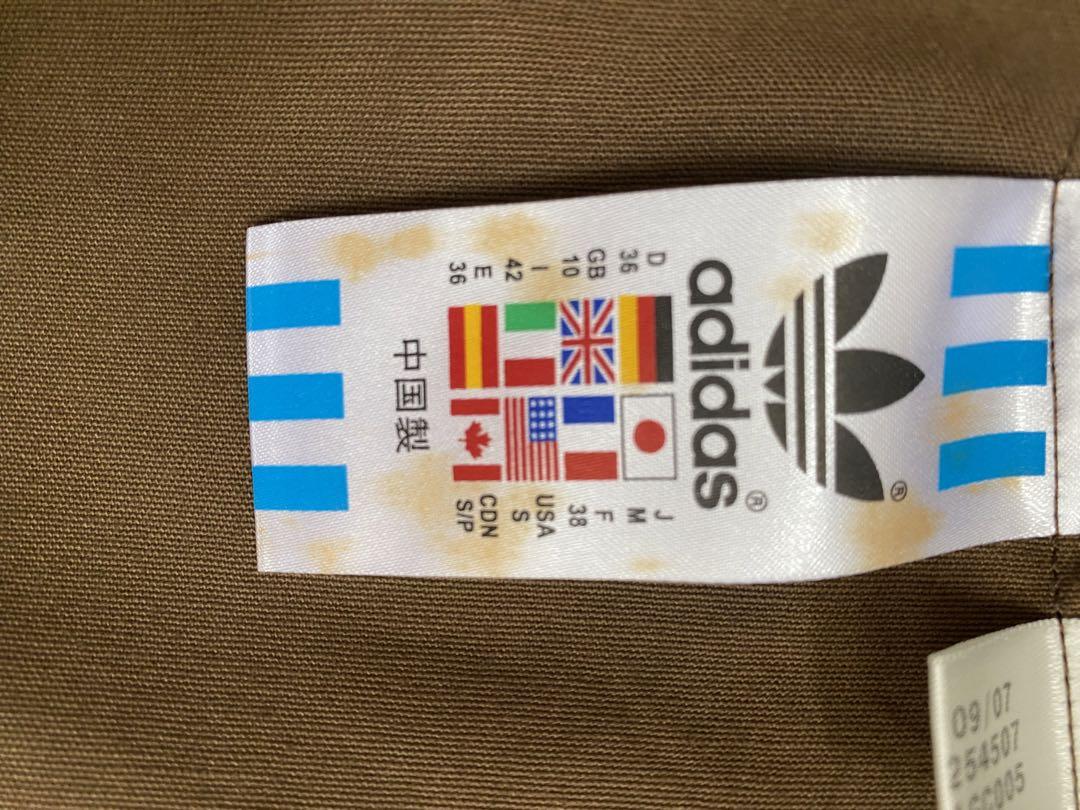 ®
adidas®
D
36
J
M
GB
10
F
38
I
42
USA
S
E
36
CDN
S/P
中国製
09/07
254507